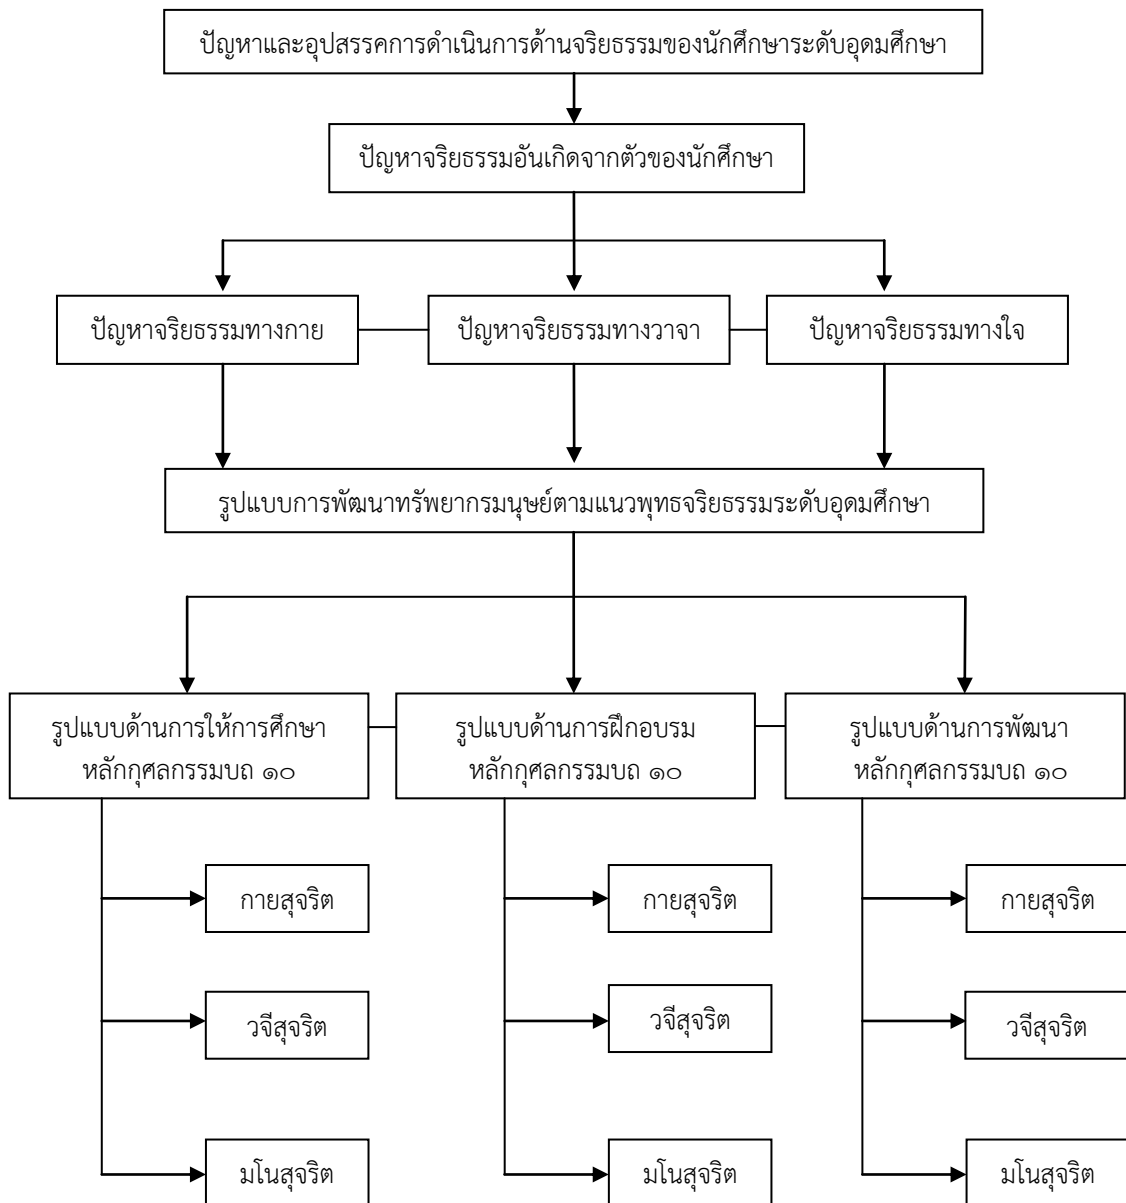 ปัญหาและอุปสรรคการดำเนินการด้านจริยธรรมของนักศึกษาระดับอุดมศึกษา
ปัญหาจริยธรรมอันเกิดจากตัวของนักศึกษา
ปัญหาจริยธรรมทางกาย
ปัญหาจริยธรรมทางวาจา
ปัญหาจริยธรรมทางใจ
รูปแบบการพัฒนาทรัพยากรมนุษย์ตามแนวพุทธจริยธรรมระดับอุดมศึกษา
รูปแบบด้านการให้การศึกษา
หลักกุศลกรรมบถ ๑๐
รูปแบบด้านการฝึกอบรม
หลักกุศลกรรมบถ ๑๐
รูปแบบด้านการพัฒนา
หลักกุศลกรรมบถ ๑๐
กายสุจริต
กายสุจริต
กายสุจริต
วจีสุจริต
วจีสุจริต
วจีสุจริต
มโนสุจริต
มโนสุจริต
มโนสุจริต